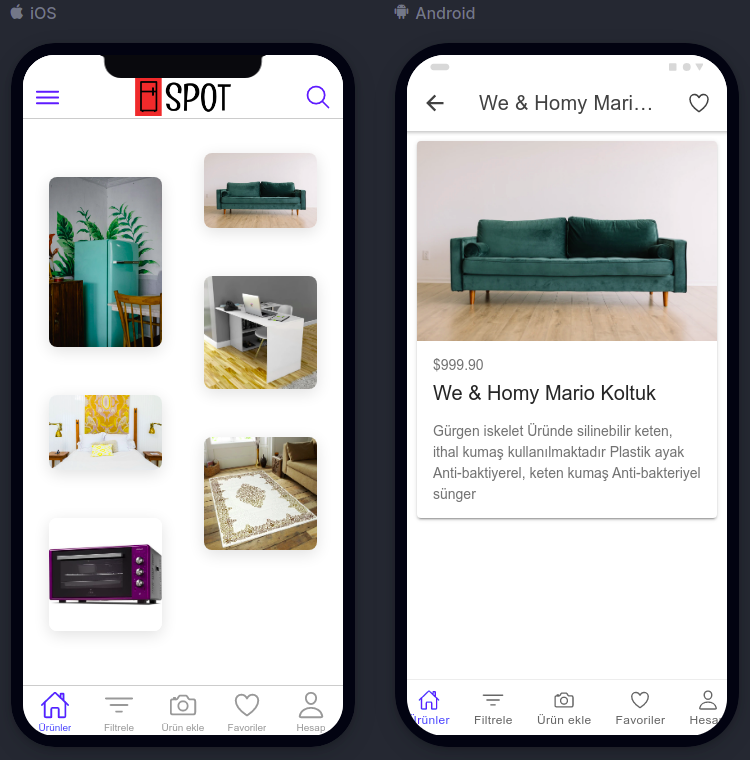 iOS
Android
SPOT
We & Homy Mari...
$999.90
We & Homy Mario Koltuk
Gürgen iskelet Üründe silinebilir keten,
ithal kumaş kullanılmaktadır Plastik ayak
Anti-baktiyerel, keten kumaş Anti-bakteriyel
sünger
Ürünler
Filtrele
Ürün ekle
Favoriler
Hesap
Ürünler
Filtrele
Ürün ekle
Favoriler
Hesap